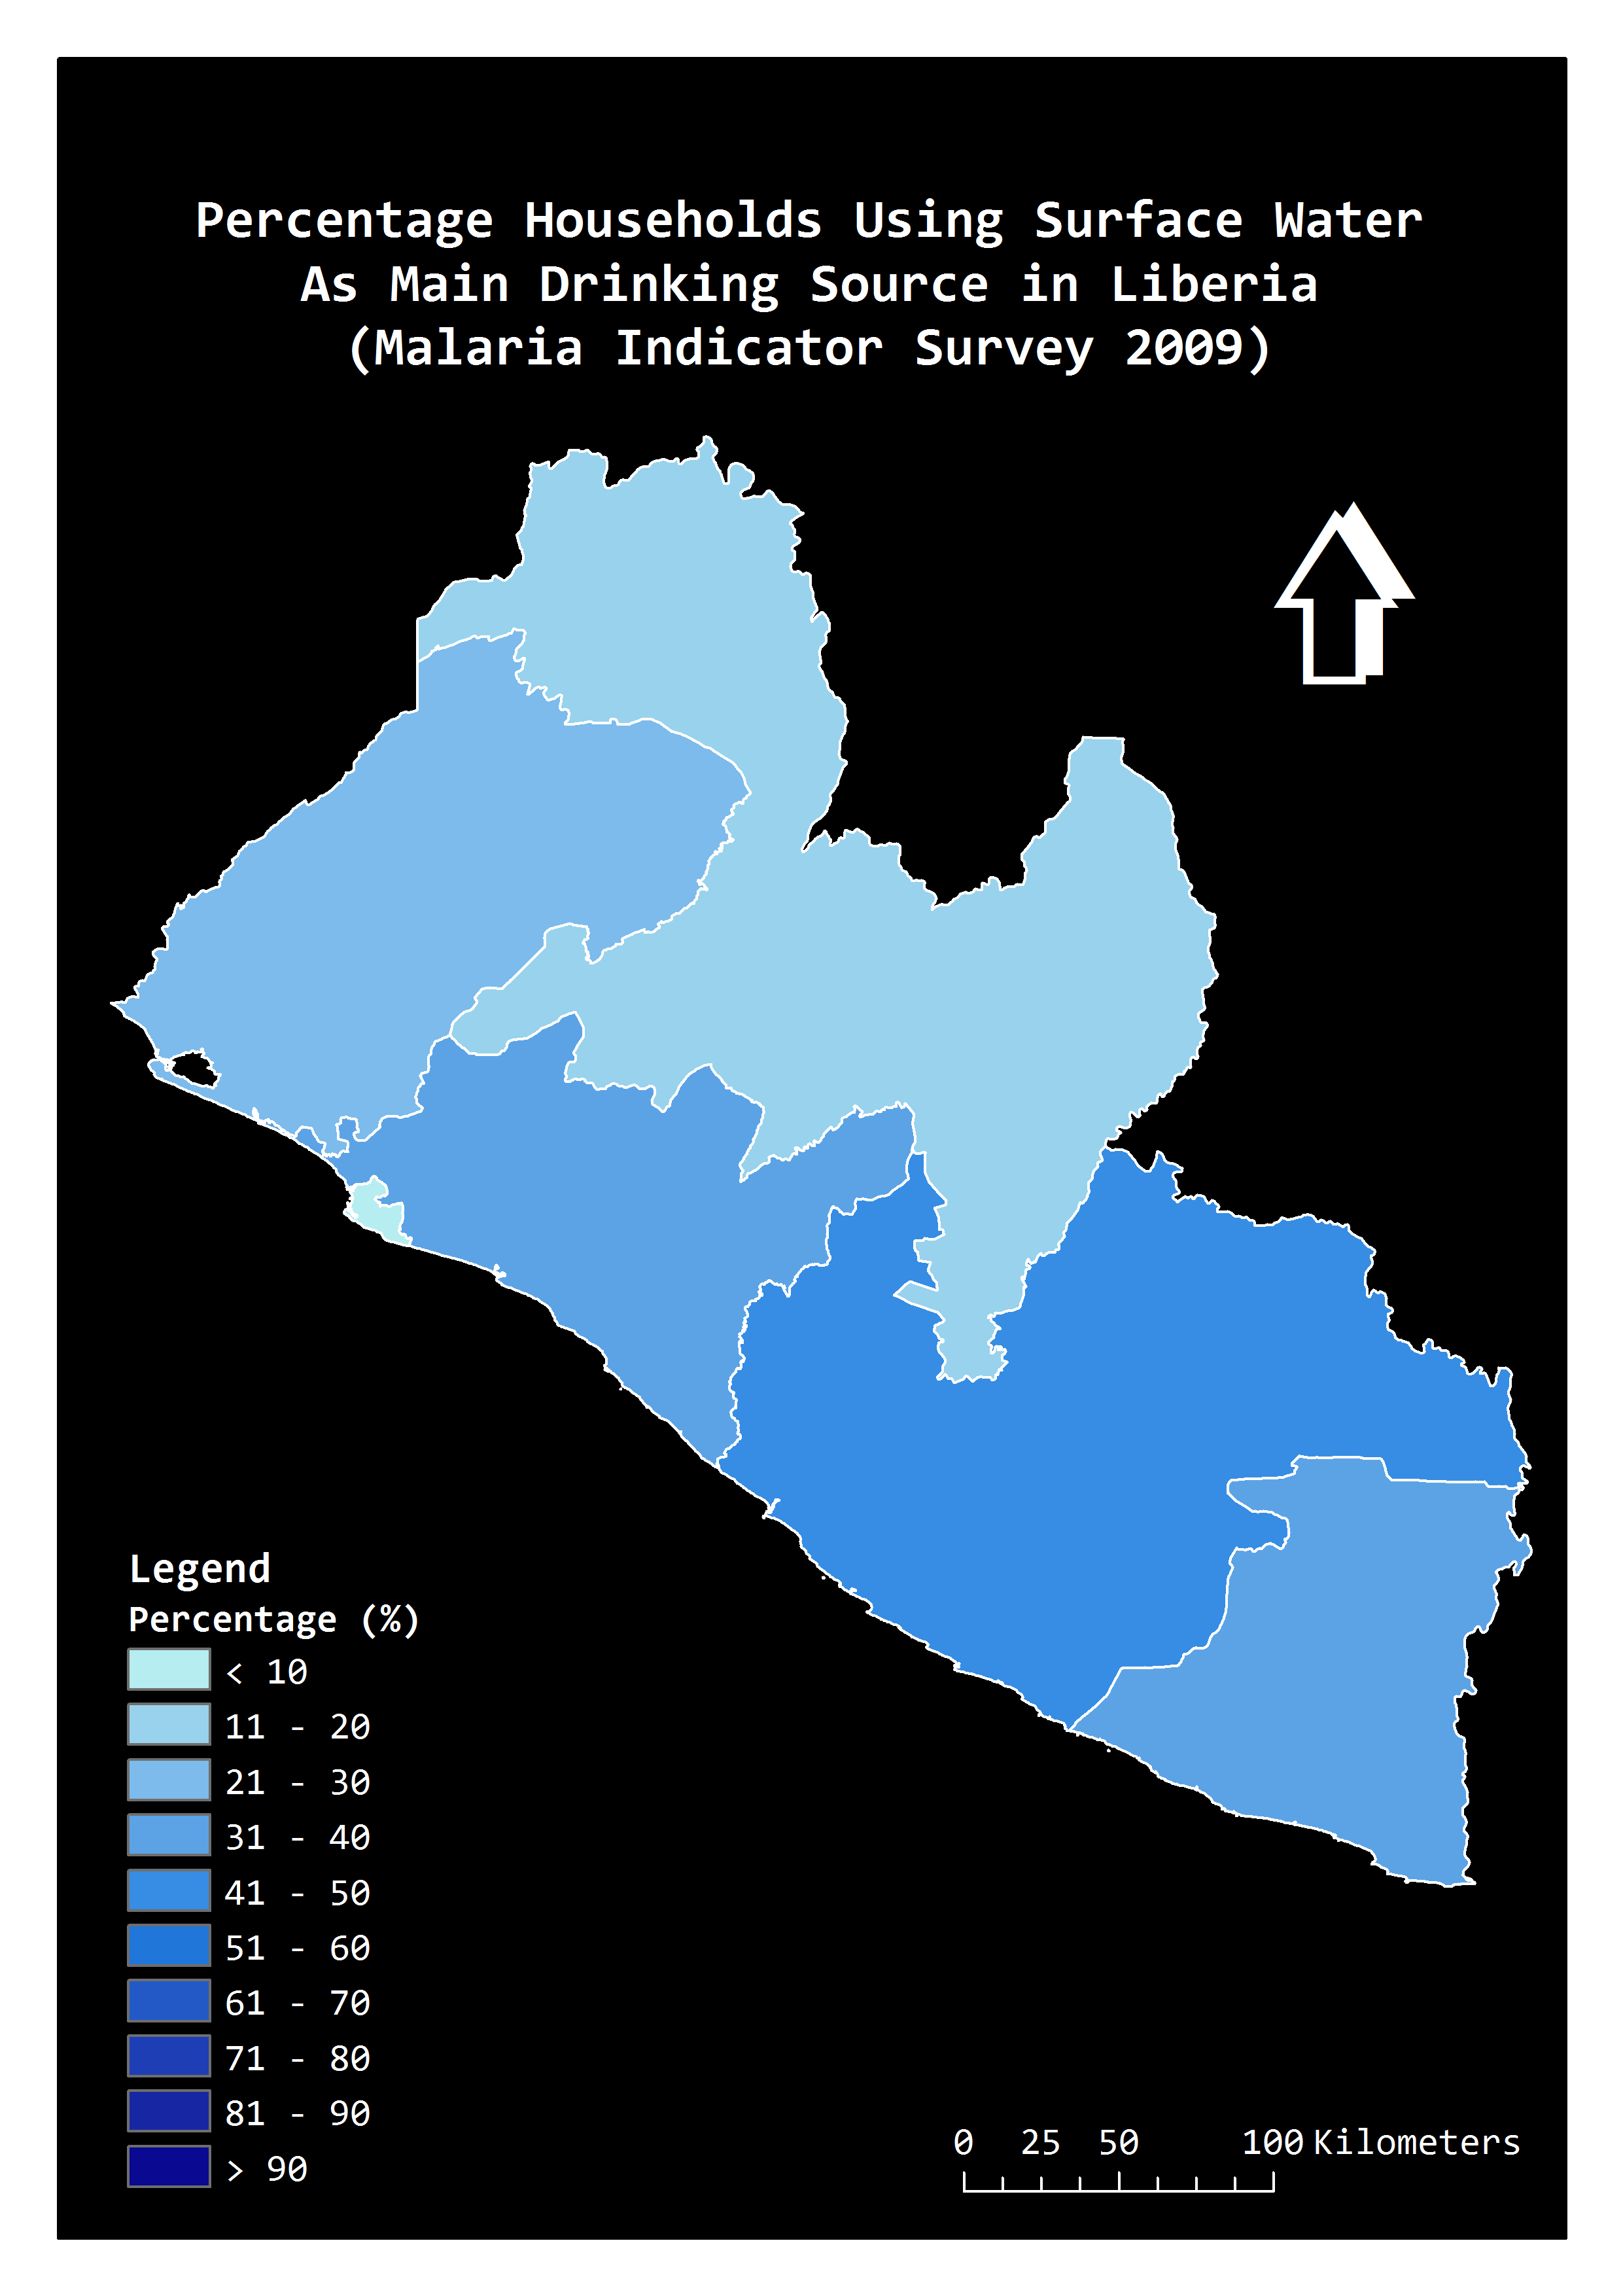 Percentage Households Using Surface Water
As Main Drinking Source in Liberia
(Malaria Indicator Survey 2009)
Legend
Percentage (%)
< 10
11 - 20
21 - 30
31 - 40
41 - 50
51 - 60
61 - 70
71 - 80
81 - 90
> 90
0 25 50 100 Kilometers